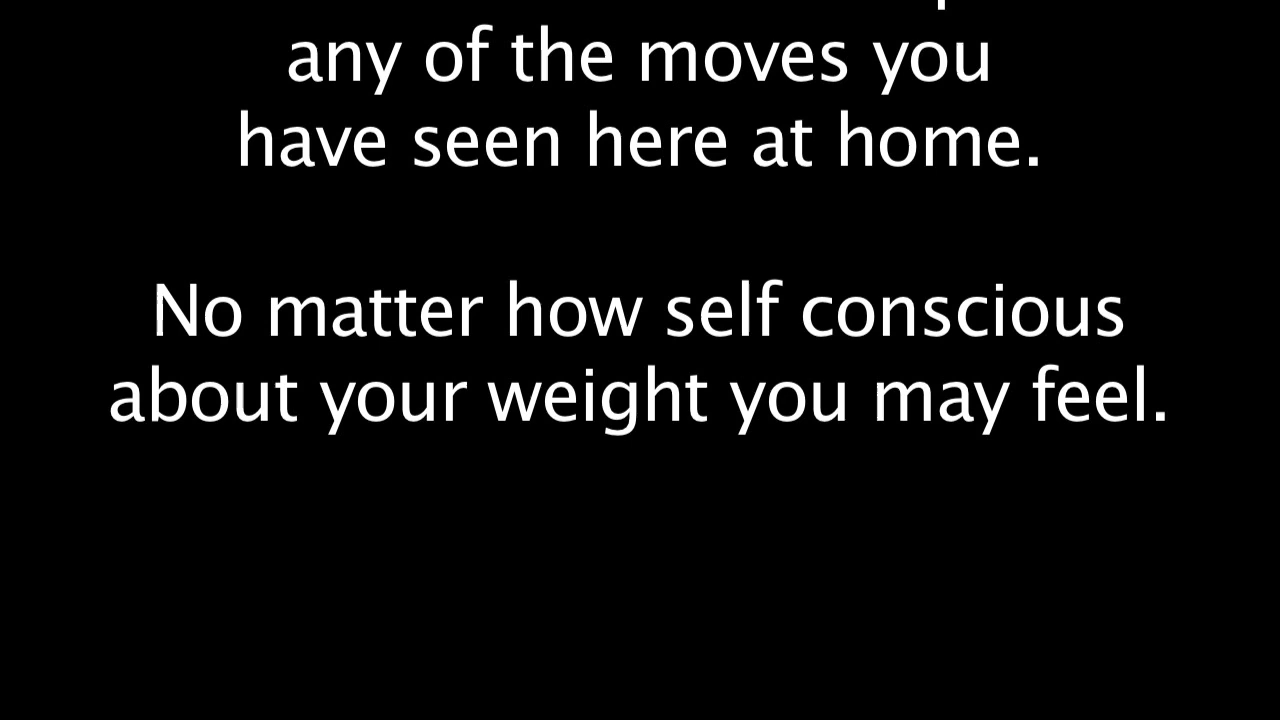 any of the moves you
have seen here at home.
No matter how self conscious
about your weight you may feel.